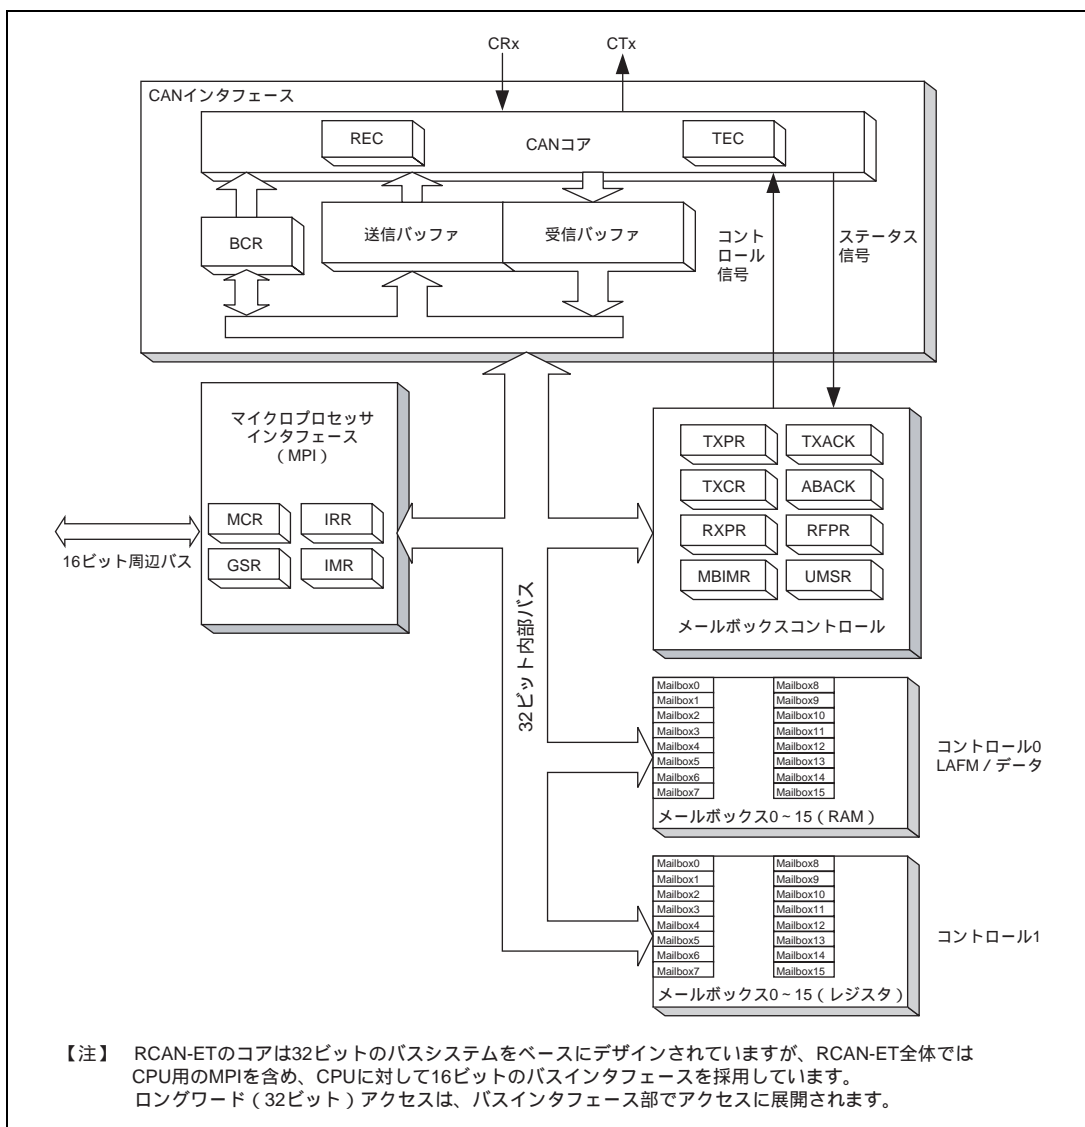 CRx
CTx
CANインタフェース
REC
CANコア
TEC
BCR
送信バッファ
受信バッファ
コント
ロール
信号
ステータス
信号
マイクロプロセッサ
インタフェース
（MPI）
MCR
IRR
GSR
IMR
16ビット周辺バス
32ビット内部バス
TXPR
TXACK
TXCR
ABACK
RXPR
RFPR
MBIMR
UMSR
メールボックスコントロール
Mailbox0
Mailbox1
Mailbox2
Mailbox3
Mailbox4
Mailbox5
Mailbox6
Mailbox7
Mailbox8
Mailbox9
Mailbox10
Mailbox11
Mailbox12
Mailbox13
Mailbox14
Mailbox15
メールボックス0~15（RAM）
コントロール0
LAFM / データ
Mailbox0
Mailbox1
Mailbox2
Mailbox3
Mailbox4
Mailbox5
Mailbox6
Mailbox7
Mailbox8
Mailbox9
Mailbox10
Mailbox11
Mailbox12
Mailbox13
Mailbox14
Mailbox15
メールボックス0~15（レジスタ）
コントロール1
【注】 RCAN-ETのコアは32ビットのバスシステムをベースにデザインされていますが、RCAN-ET全体では
CPU用のMPIを含め、CPUに対して16ビットのバスインタフェースを採用しています。
ロングワード（32ビット）アクセスは、バスインタフェース部でアクセスに展開されます。